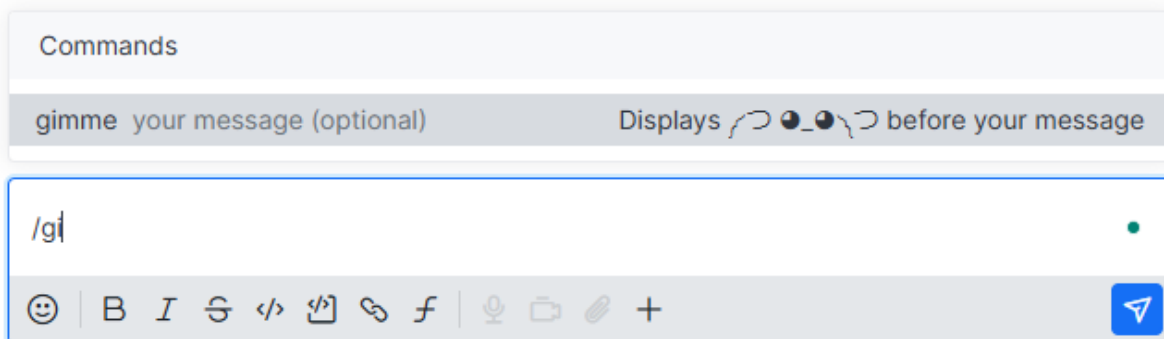 Commands
gimme your message (optional) Displays ༼つ ◕_◕ ༽つ before your message
/gi